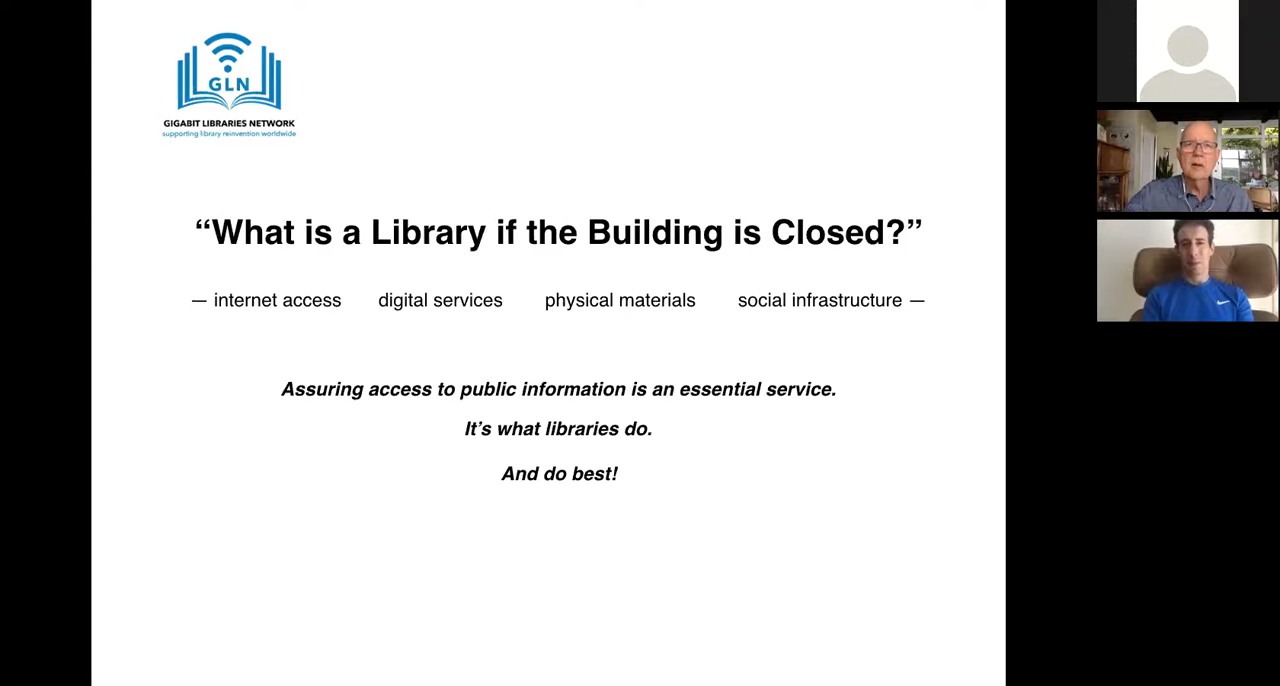 GLN
GIGABIT LIBRARIES NETWORK
supporting library reinvention worldwide
“What is a Library if the Building is Closed?”
— internet access digital services physical materials social infrastructure —
Assuring access to public information is an essential service.
It’s what libraries do.
And do best!